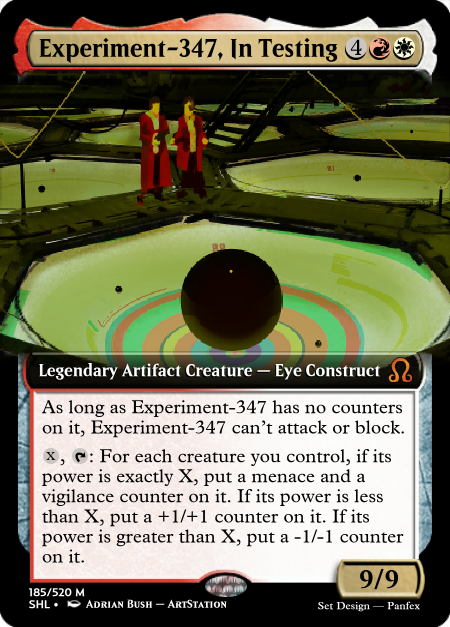 Experiment-347, In Testing 4
Legendary Artifact Creature — Eye Construct
As long as Experiment-347 has no counters
on it, Experiment-347 can't attack or block.
X, : For each creature you control, if its
power is exactly X, put a menace and a
vigilance counter on it. If its power is less
than X, put a +1/+1 counter on it. If its
power is greater than X, put a -1/-1 counter
on it.
9/9
185/520 M
SHL • Adrian Bush — ArtStation
Set Design — Panfex